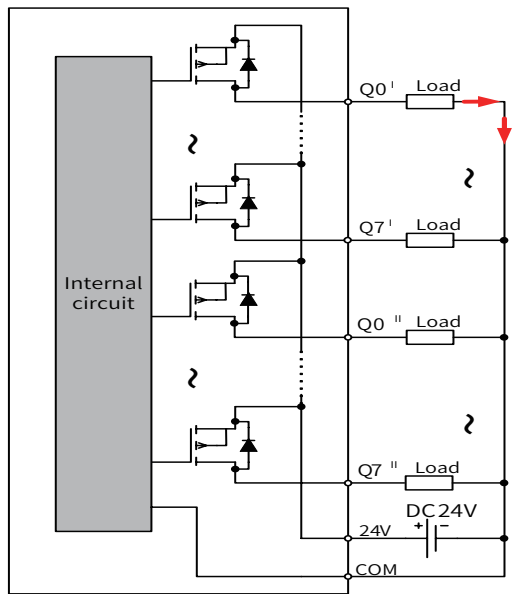 Q0 I Load
Q7 I Load
Internal
circuit
Q0 II Load
Q7 II Load
DC24V
24V + −
COM